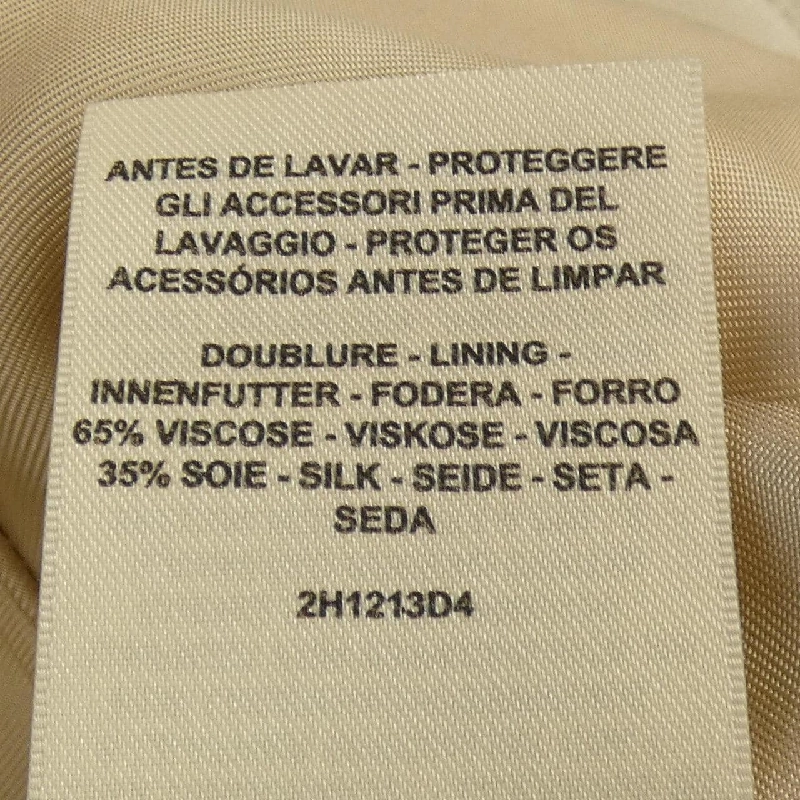 ANTES DE LAVAR - PROTEGGERE
GLI ACCESSORI PRIMA DEL
LAVAGGIO - PROTEGER OS
ACESSÓRIOS ANTES DE LIMPAR
DOUBLURE - LINING -
INNENFUTTER - FODERA - FORRO
65% VISCOSE - VISKOSE - VISCOSA
35% SOIE - SILK - SEIDE - SETA -
SEDA
2H1213D4